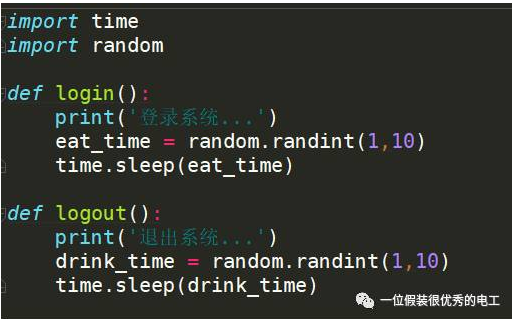 import time
import random
def login():
print('登录系统...')
eat_time = random.randint(1,10)
time.sleep(eat_time)
def logout():
print('退出系统...')
drink_time = random.randint(1,10)
time.sleep(drink_time)
一位假装很优秀的电工